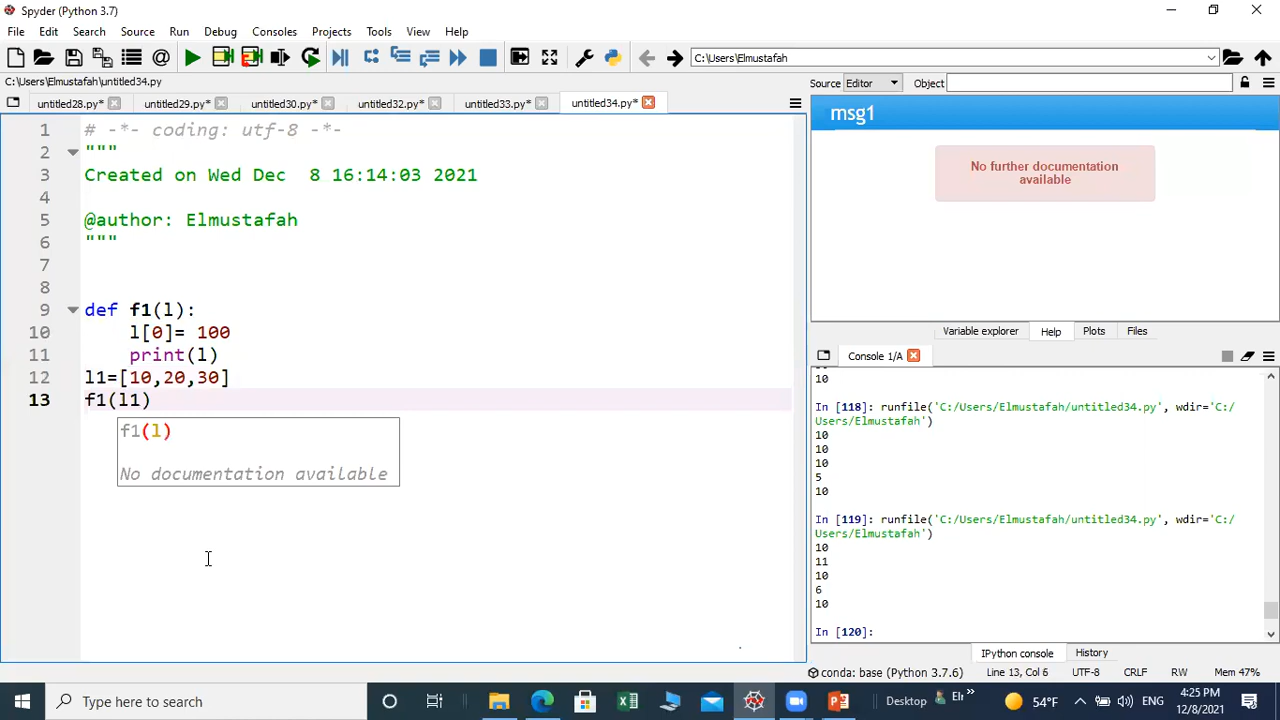 Spyder (Python 3.7)
File Edit Search Source Run Debug Consoles Projects Tools View Help
C:\Users\Elmustafah
C:\Users\Elmustafah\untitled34.py
Source Editor Object
untitled28.py* untitled29.py* untitled30.py* untitled32.py* untitled33.py* untitled34.py*
1 # -*- coding: utf-8 -*-
2 """
3 Created on Wed Dec  8 16:14:03 2021
4
5 @author: Elmustafah
6 """
7
8
9 def f1(l):
10     l[0]= 100
11     print(l)
12 l1=[10,20,30]
13 f1(l1)
f1(l)
No documentation available
msg1
No further documentation
available
Variable explorer Help Plots Files
Console 1/A
10
In [118]: runfile('C:/Users/Elmustafah/untitled34.py', wdir='C:/
Users/Elmustafah')
10
10
10
5
10
In [119]: runfile('C:/Users/Elmustafah/untitled34.py', wdir='C:/
Users/Elmustafah')
10
11
10
6
10
In [120]:
IPython console History
conda: base (Python 3.7.6) Line 13, Col 6 UTF-8 CRLF RW Mem 47%
Type here to search
Desktop
54°F
ENG
4:25 PM
12/8/2021